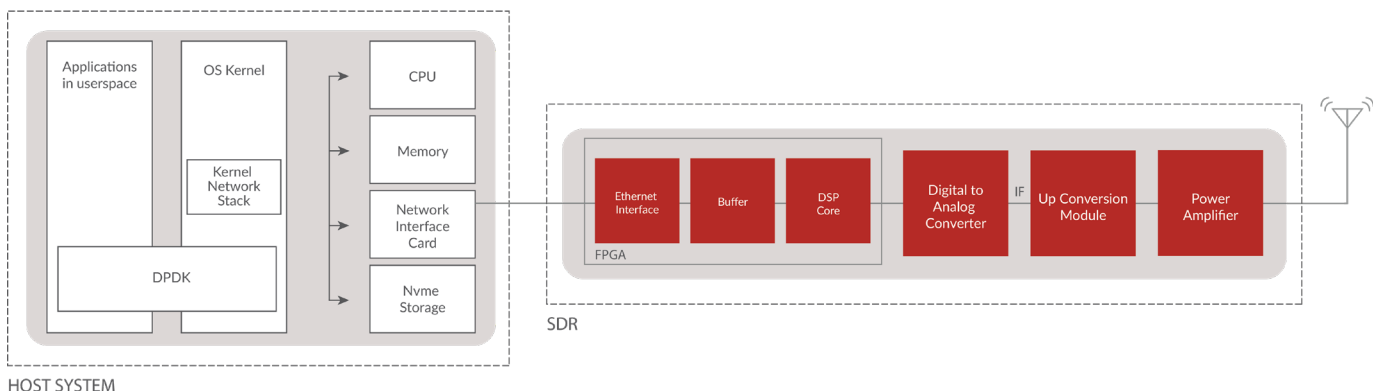 Applications
in userspace
OS Kernel
Kernel
Network
Stack
DPDK
CPU
Memory
Network
Interface
Card
Nvme
Storage
HOST SYSTEM
Ethernet
Interface
Buffer
DSP
Core
FPGA
Digital to
Analog
Converter
IF
Up Conversion
Module
Power
Amplifier
SDR